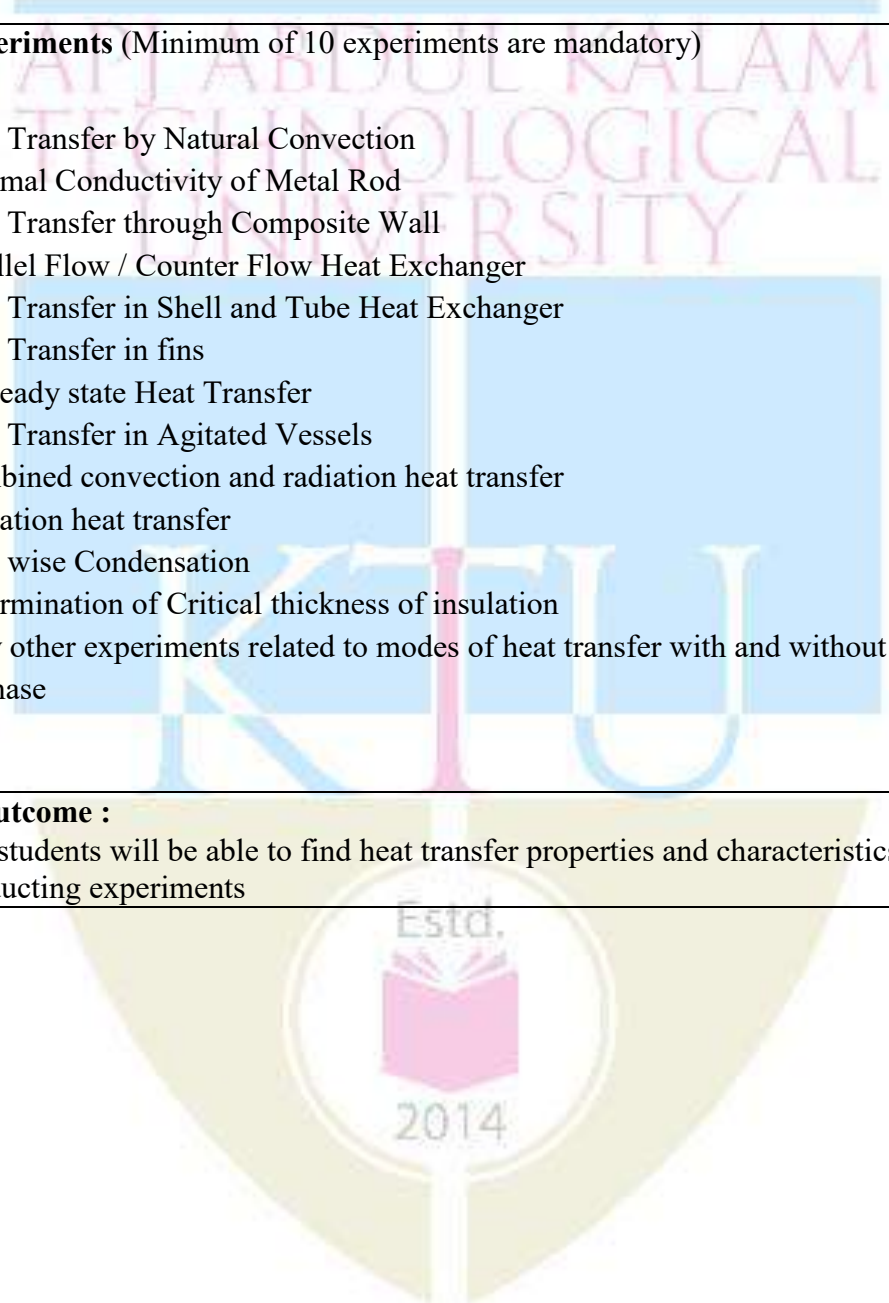 APJ ABDUL KALAM
TECHNOLOGICAL
UNIVERSITY
eriments (Minimum of 10 experiments are mandatory)
Transfer by Natural Convection
mal Conductivity of Metal Rod
Transfer through Composite Wall
llel Flow / Counter Flow Heat Exchanger
Transfer in Shell and Tube Heat Exchanger
Transfer in fins
eady state Heat Transfer
Transfer in Agitated Vessels
bined convection and radiation heat transfer
ation heat transfer
wise Condensation
rmination of Critical thickness of insulation
other experiments related to modes of heat transfer with and without
hase
KTU
utcome :
students will be able to find heat transfer properties and characteristics
ucting experiments
Estd.
2014